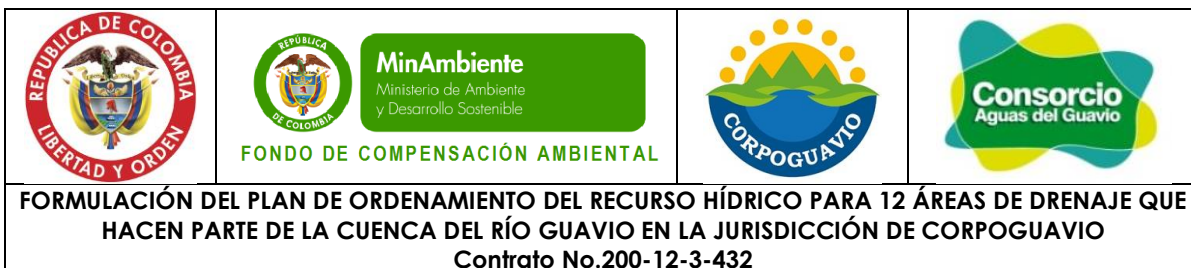 REPUBLICA DE COLOMBIA
LIBERTAD Y ORDEN
REPÚBLICA
DE COLOMBIA
MinAmbiente
Ministerio de Ambiente
y Desarrollo Sostenible
FONDO DE COMPENSACIÓN AMBIENTAL
CORPOGUAVIO
Consorcio
Aguas del Guavio
FORMULACIÓN DEL PLAN DE ORDENAMIENTO DEL RECURSO HÍDRICO PARA 12 ÁREAS DE DRENAJE QUE
HACEN PARTE DE LA CUENCA DEL RÍO GUAVIO EN LA JURISDICCIÓN DE CORPOGUAVIO
Contrato No.200-12-3-432